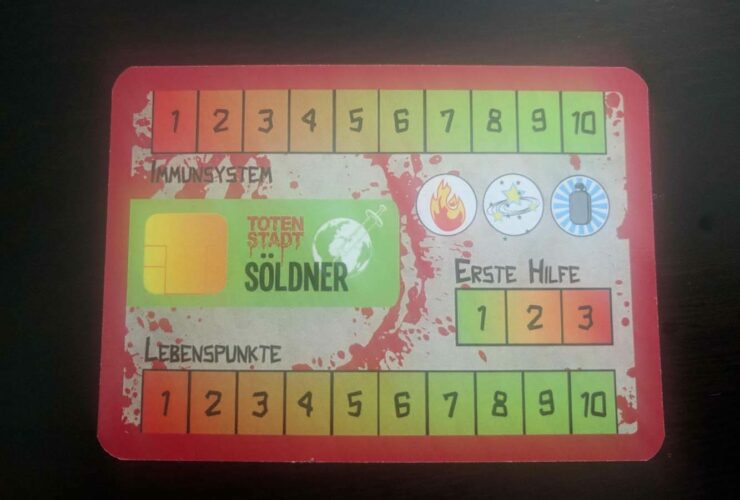 1 2 3 4 5 6 7 8 9 10
IMMUNSYSTEM
TOTEN
STADT
SÖLDNER
ERSTE HILFE
1 2 3
LEBENSPUNKTE
1 2 3 4 5 6 7 8 9 10